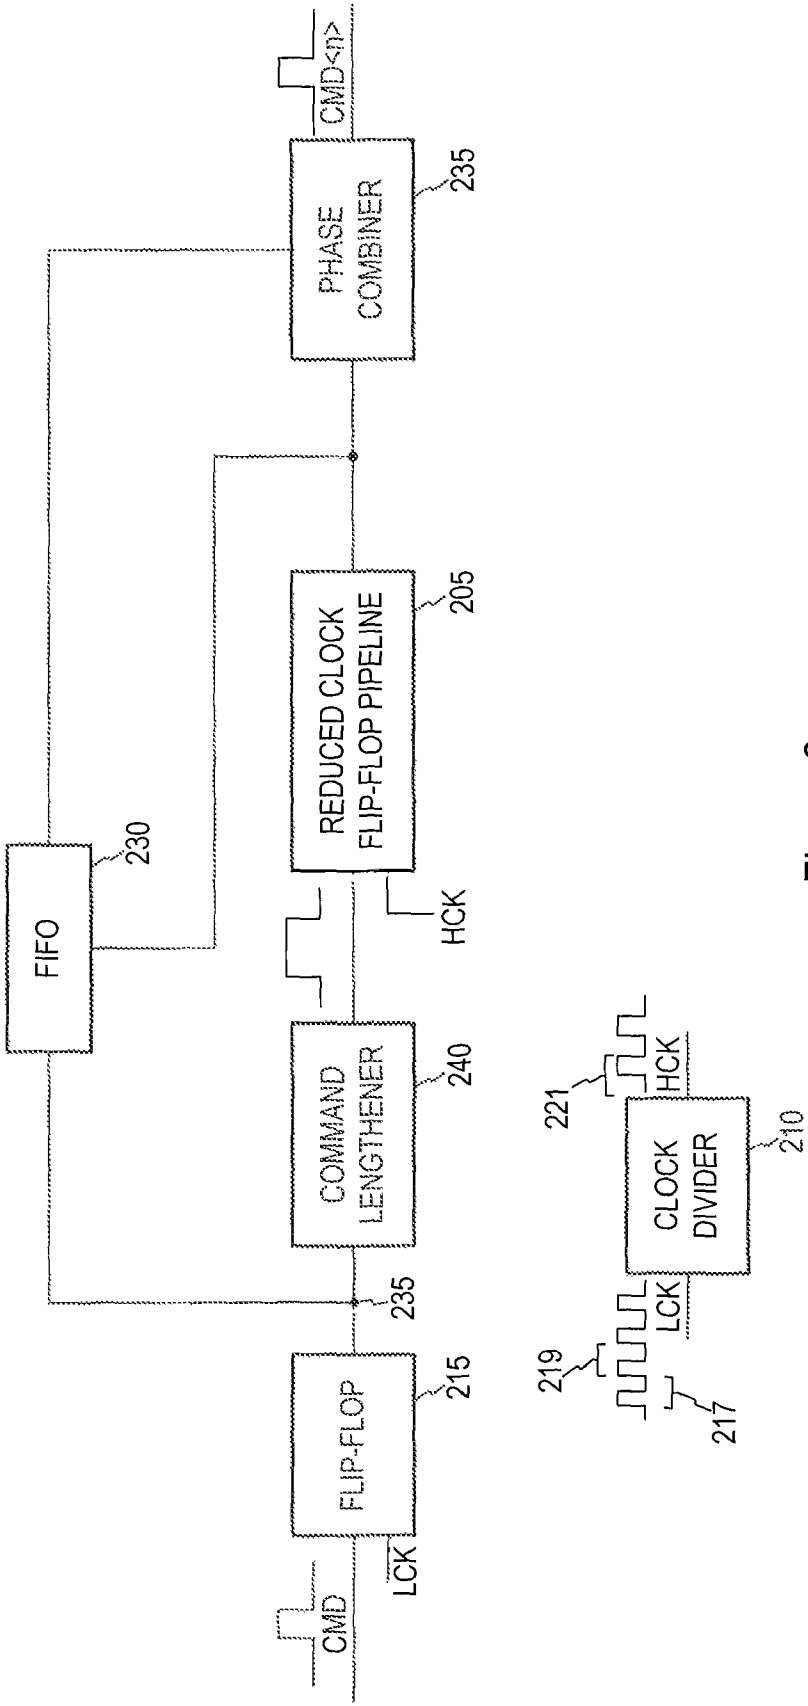 FIFO
230
CMD
LCK
FLIP-FLOP
215
235
COMMAND
LENGTHENER
240
HCK
REDUCED CLOCK
FLIP-FLOP PIPELINE
205
PHASE
COMBINER
235
CMD<n>
217
219
LCK
CLOCK
DIVIDER
210
221
HCK